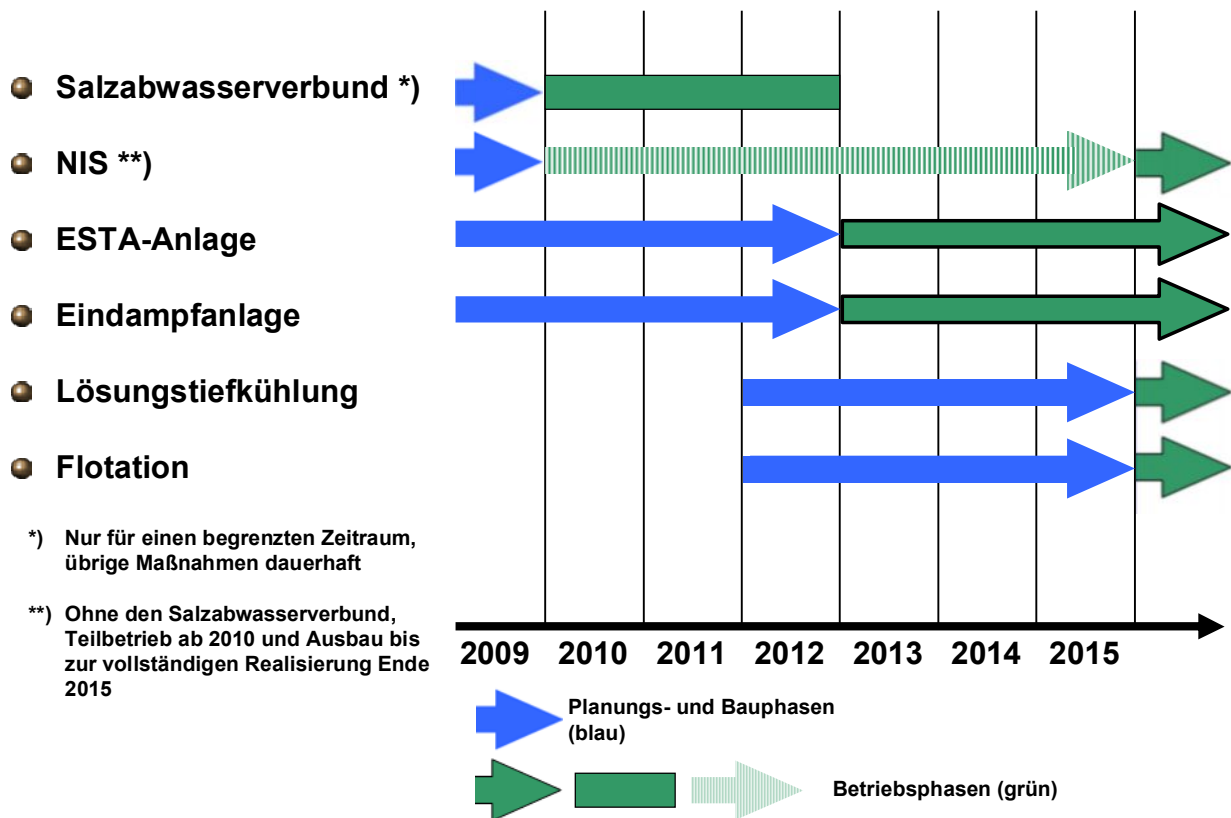 Salzabwasserverbund *)
NIS **)
ESTA-Anlage
Eindampfanlage
Lösungstiefkühlung
Flotation
*) Nur für einen begrenzten Zeitraum,
übrige Maßnahmen dauerhaft
**) Ohne den Salzabwasserverbund,
Teilbetrieb ab 2010 und Ausbau bis
zur vollständigen Realisierung Ende
2015
2009 2010 2011 2012 2013 2014 2015
Planungs- und Bauphasen
(blau)
Betriebsphasen (grün)